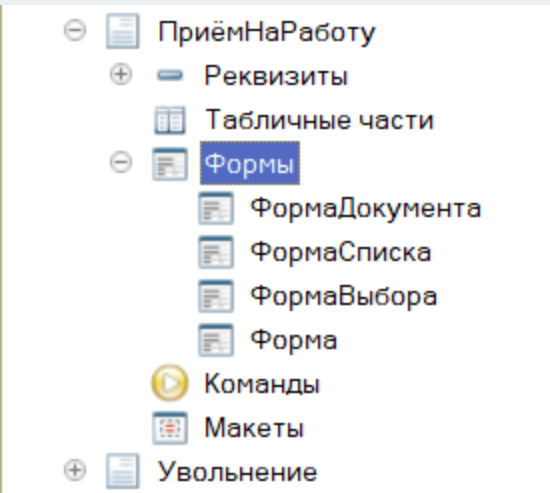 ПриёмНаРаботу
Реквизиты
Табличные части
Формы
ФормаДокумента
ФормаСписка
ФормаВыбора
Форма
Команды
Макеты
Увольнение